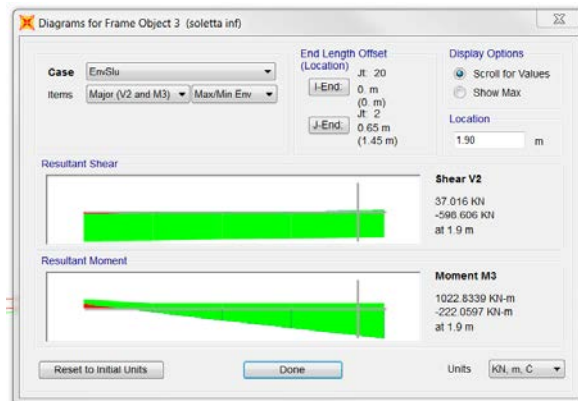 Diagrams for Frame Object 3 (soletta inf)
Case EnvSlu
Items Major (V2 and M3) Max/Min Env
End Length Offset
(Location)
I-End:
Jt: 20
0. m
(0. m)
J-End:
Jt: 2
0.65 m
(1.45 m)
Display Options
Scroll for Values
Show Max
Location
1.90 m
Resultant Shear
Shear V2
37.016 KN
-598.606 KN
at 1.9 m
Resultant Moment
Moment M3
1022.8339 KN-m
-222.0597 KN-m
at 1.9 m
Reset to Initial Units
Done
Units KN, m, C